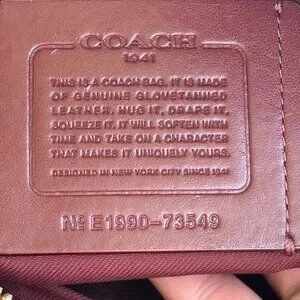 COACH
1941
THIS IS A COACH BAG. IT IS MADE
OF GENUINE GLOVETANNED
LEATHER. HUG IT, DRAPE IT,
SQUEEZE IT. IT WILL SOFTEN WITH
TIME AND TAKE ON A CHARACTER
THAT MAKES IT UNIQUELY YOURS.
DESIGNED IN NEW YORK CITY SINCE 1941
Nº E1990-73549